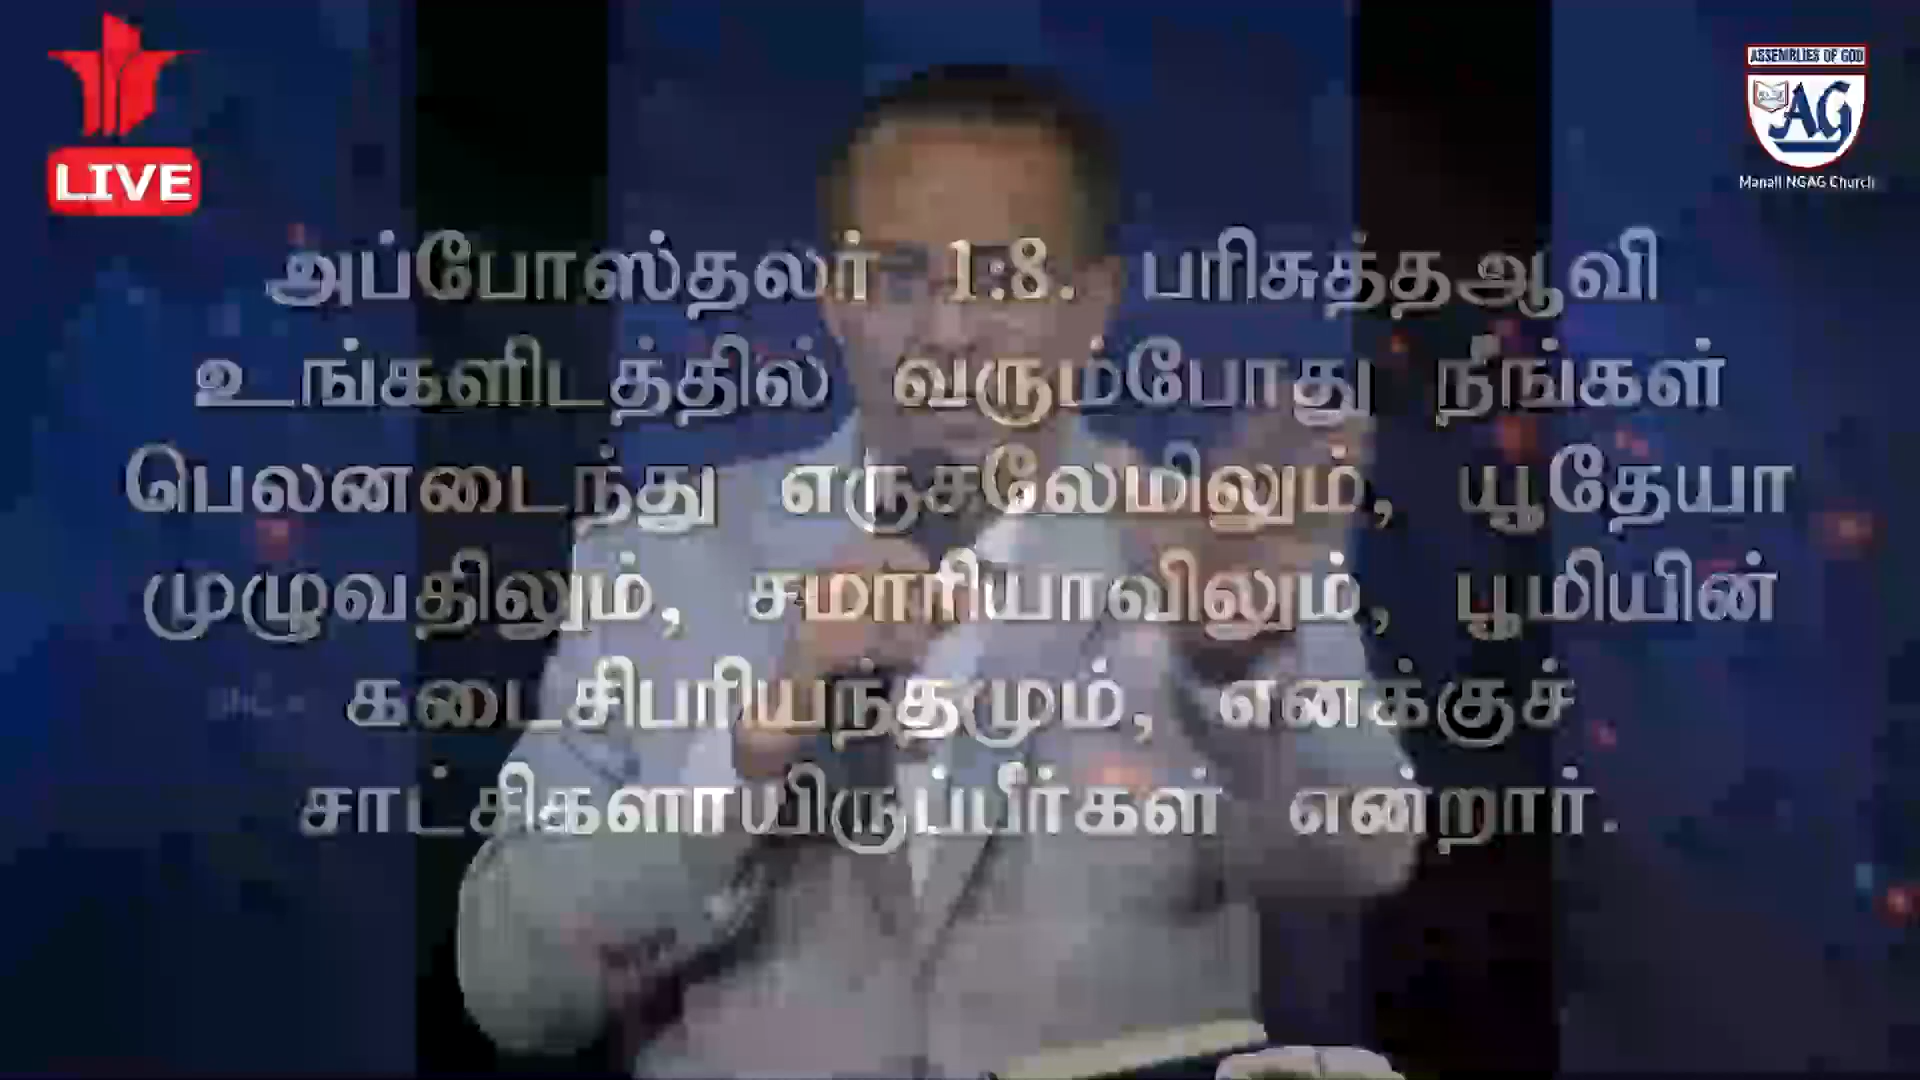 LIVE
ASSEMBLIES OF GOD
AG
Manali NGAG Church
அப்போஸ்தலர் 1:8. பரிசுத்தஆவி
உங்களிடத்தில் வரும்போது நீங்கள்
பெலனடைந்து எருசலேமிலும், யூதேயா
முழுவதிலும், சமாரியாவிலும், பூமியின்
கடைசிபரியந்தமும், எனக்குச்
சாட்சிகளாயிருப்பீர்கள் என்றார்.